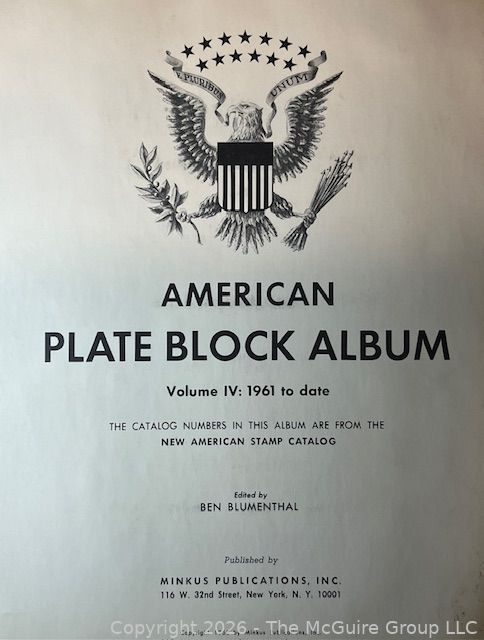 E PLURIBUS UNUM
AMERICAN
PLATE BLOCK ALBUM
Volume IV: 1961 to date
THE CATALOG NUMBERS IN THIS ALBUM ARE FROM THE
NEW AMERICAN STAMP CATALOG
Edited by
BEN BLUMENTHAL
Published by
MINKUS PUBLICATIONS, INC.
116 W. 32nd Street, New York, N. Y. 10001
Copyright 2026 - The McGuire Group LLC